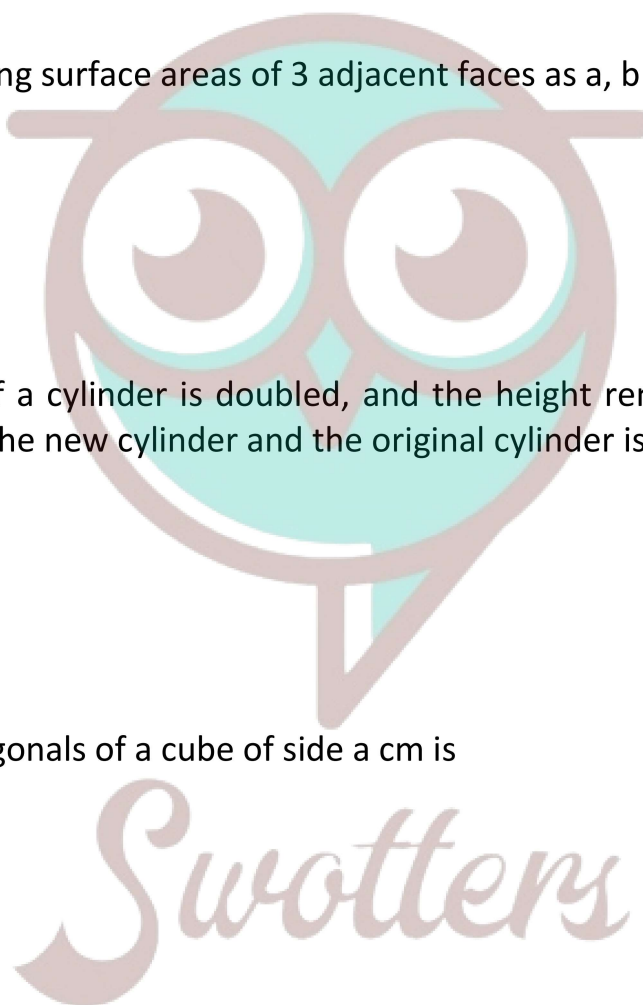 ng surface areas of 3 adjacent faces as a, b
f a cylinder is doubled, and the height rer
he new cylinder and the original cylinder is
gonals of a cube of side a cm is
Swotters